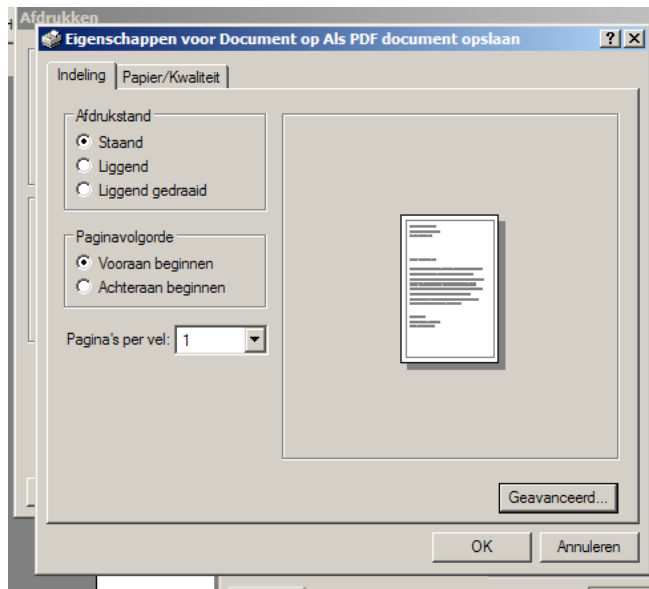 Afdrukken
Eigenschappen voor Document op Als PDF document opslaan
Indeling
Papier/Kwaliteit
Afdrukstand
Staand
Liggend
Liggend gedraaid
Paginavolgorde
Vooraan beginnen
Achteraan beginnen
Pagina's per vel: 1
Geavanceerd...
OK
Annuleren